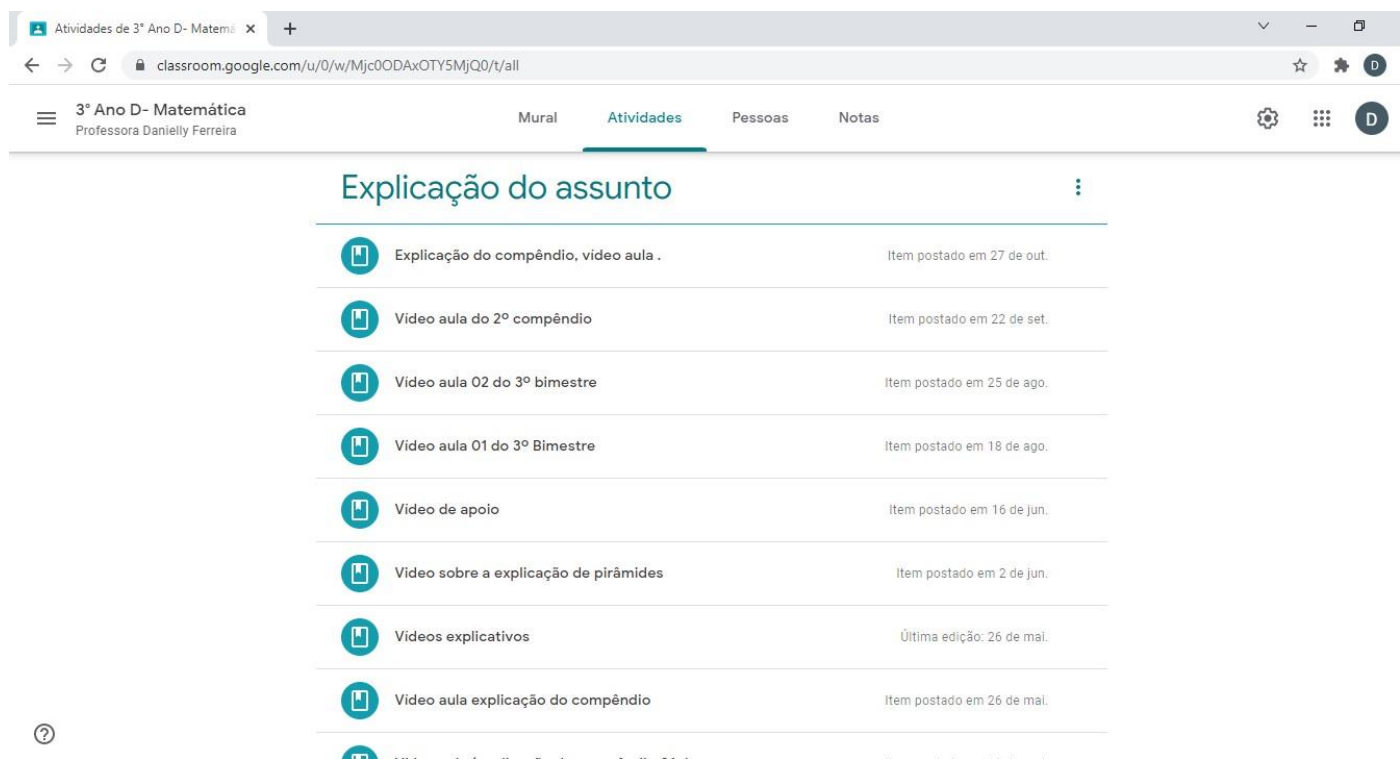 Atividades de 3° Ano D- Matemá
classroom.google.com/u/0/w/Mjc0ODAxOTY5MjQ0/t/all
D
3° Ano D- Matemática
Professora Danielly Ferreira
Mural Atividades Pessoas Notas
D
Explicação do assunto
Explicação do compêndio, vídeo aula . Item postado em 27 de out.
Vídeo aula do 2º compêndio Item postado em 22 de set.
Vídeo aula 02 do 3º bimestre Item postado em 25 de ago.
Vídeo aula 01 do 3º Bimestre Item postado em 18 de ago.
Vídeo de apoio Item postado em 16 de jun.
Vídeo sobre a explicação de pirâmides Item postado em 2 de jun.
Vídeos explicativos Última edição: 26 de mai.
Vídeo aula explicação do compêndio Item postado em 26 de mai.